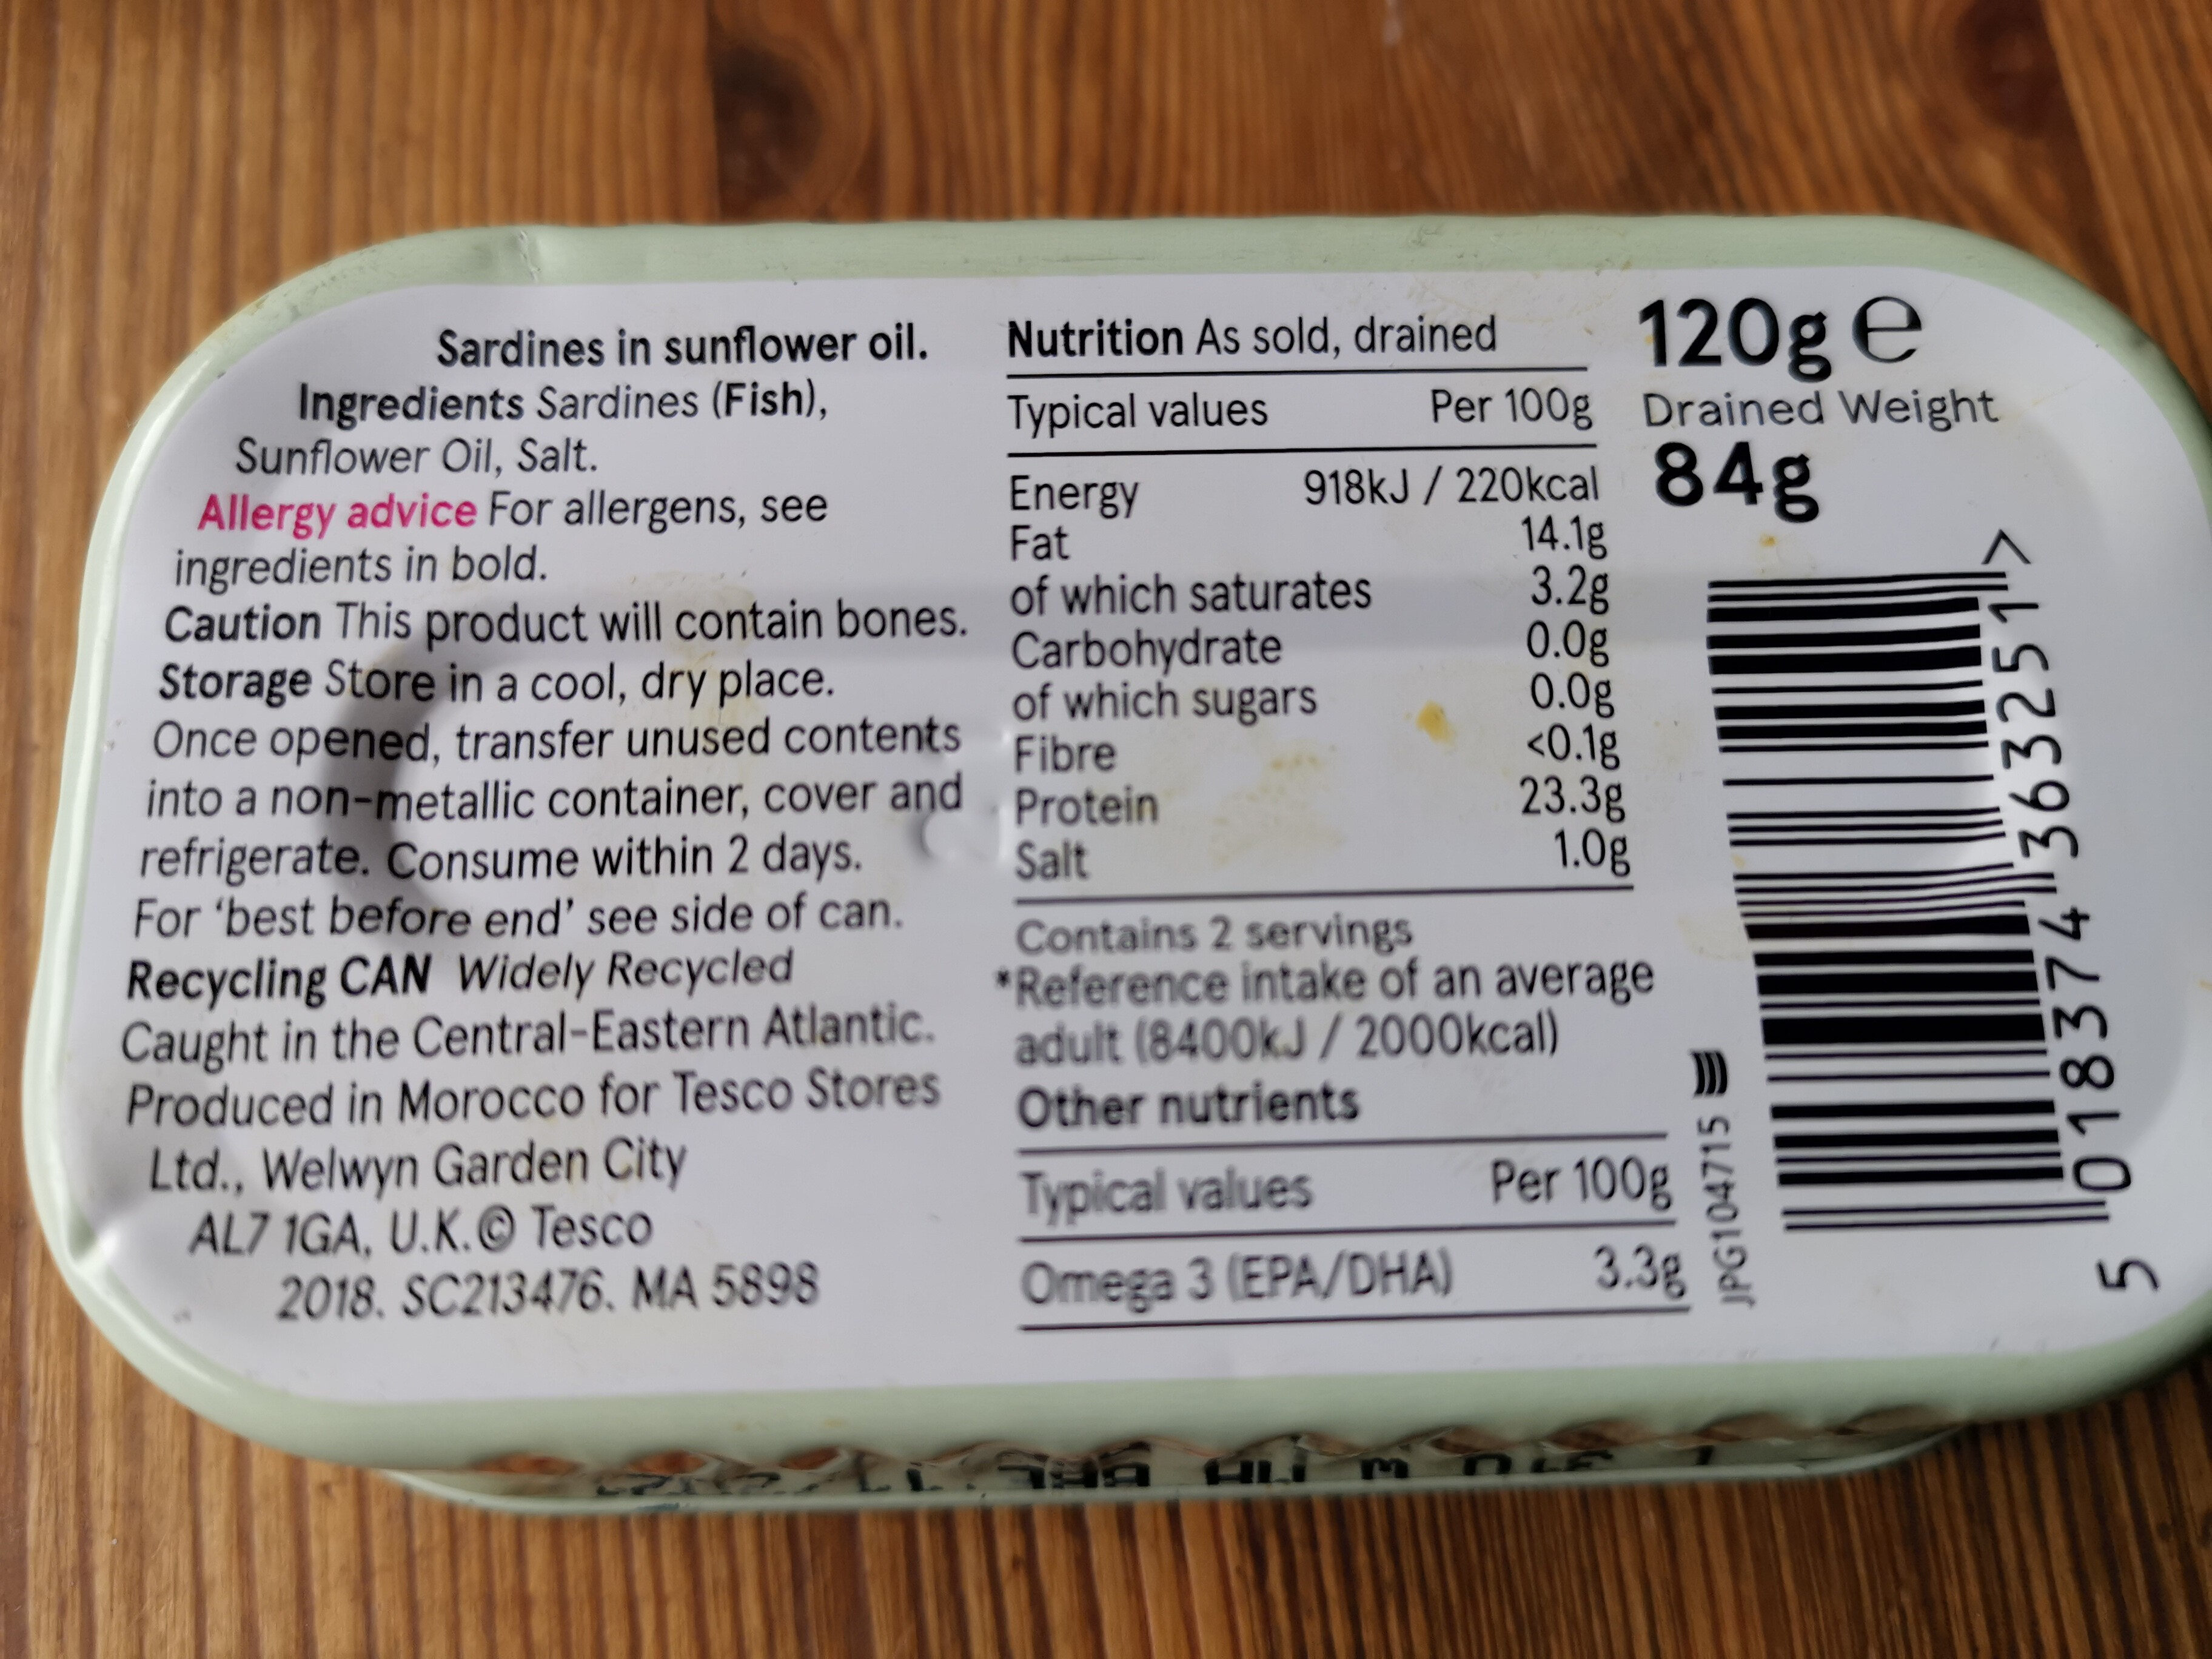 Sardines in sunflower oil.
Ingredients Sardines (Fish),
Sunflower Oil, Salt.
Allergy advice For allergens, see
ingredients in bold.
Caution This product will contain bones.
Storage Store in a cool, dry place.
Once opened, transfer unused contents
into a non-metallic container, cover and
refrigerate. Consume within 2 days.
For ‘best before end’ see side of can.
Recycling CAN Widely Recycled
Caught in the Central-Eastern Atlantic.
Produced in Morocco for Tesco Stores
Ltd., Welwyn Garden City
AL7 1GA, U.K.© Tesco
2018. SC213476. MA 5898
Nutrition As sold, drained
Typical values Per 100g
Energy 918kJ / 220kcal
Fat 14.1g
of which saturates 3.2g
Carbohydrate 0.0g
of which sugars 0.0g
Fibre <0.1g
Protein 23.3g
Salt 1.0g
Contains 2 servings
*Reference intake of an average
adult (8400kJ / 2000kcal)
Other nutrients
Typical values Per 100g
Omega 3 (EPA/DHA) 3.3g
120g e
Drained Weight
84g
JPG1104715
5 018374 363251 >